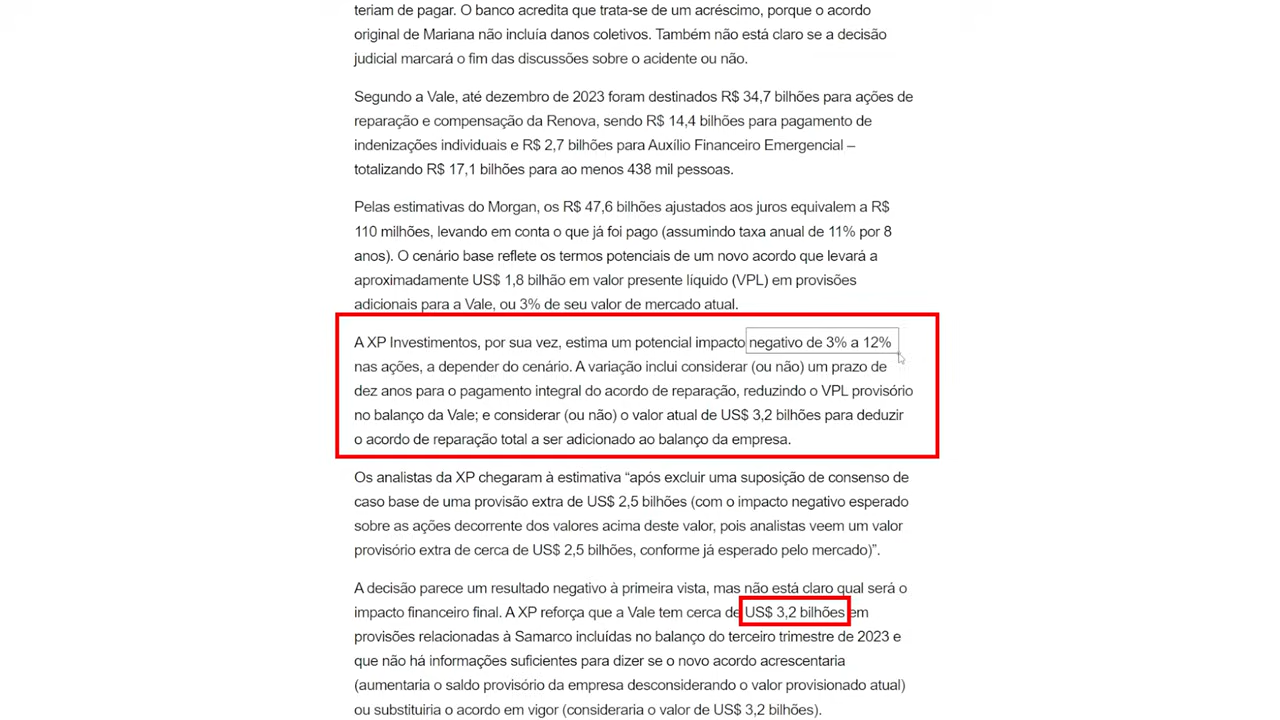 teriam de pagar. O banco acredita que trata-se de um acréscimo, porque o acordo
original de Mariana não incluía danos coletivos. Também não está claro se a decisão
judicial marcará o fim das discussões sobre o acidente ou não.
Segundo a Vale, até dezembro de 2023 foram destinados R$ 34,7 bilhões para ações de
reparação e compensação da Renova, sendo R$ 14,4 bilhões para pagamento de
indenizações individuais e R$ 2,7 bilhões para Auxílio Financeiro Emergencial –
totalizando R$ 17,1 bilhões para ao menos 438 mil pessoas.
Pelas estimativas do Morgan, os R$ 47,6 bilhões ajustados aos juros equivalem a R$
110 milhões, levando em conta o que já foi pago (assumindo taxa anual de 11% por 8
anos). O cenário base reflete os termos potenciais de um novo acordo que levará a
aproximadamente US$ 1,8 bilhão em valor presente líquido (VPL) em provisões
adicionais para a Vale, ou 3% de seu valor de mercado atual.
A XP Investimentos, por sua vez, estima um potencial impacto negativo de 3% a 12%
nas ações, a depender do cenário. A variação inclui considerar (ou não) um prazo de
dez anos para o pagamento integral do acordo de reparação, reduzindo o VPL provisório
no balanço da Vale; e considerar (ou não) o valor atual de US$ 3,2 bilhões para deduzir
o acordo de reparação total a ser adicionado ao balanço da empresa.
Os analistas da XP chegaram à estimativa “após excluir uma suposição de consenso de
caso base de uma provisão extra de US$ 2,5 bilhões (com o impacto negativo esperado
sobre as ações decorrente dos valores acima deste valor, pois analistas veem um valor
provisório extra de cerca de US$ 2,5 bilhões, conforme já esperado pelo mercado)”.
A decisão parece um resultado negativo à primeira vista, mas não está claro qual será o
impacto financeiro final. A XP reforça que a Vale tem cerca de US$ 3,2 bilhões em
provisões relacionadas à Samarco incluídas no balanço do terceiro trimestre de 2023 e
que não há informações suficientes para dizer se o novo acordo acrescentaria
(aumentaria o saldo provisório da empresa desconsiderando o valor provisionado atual)
ou substituiria o acordo em vigor (consideraria o valor de US$ 3,2 bilhões).